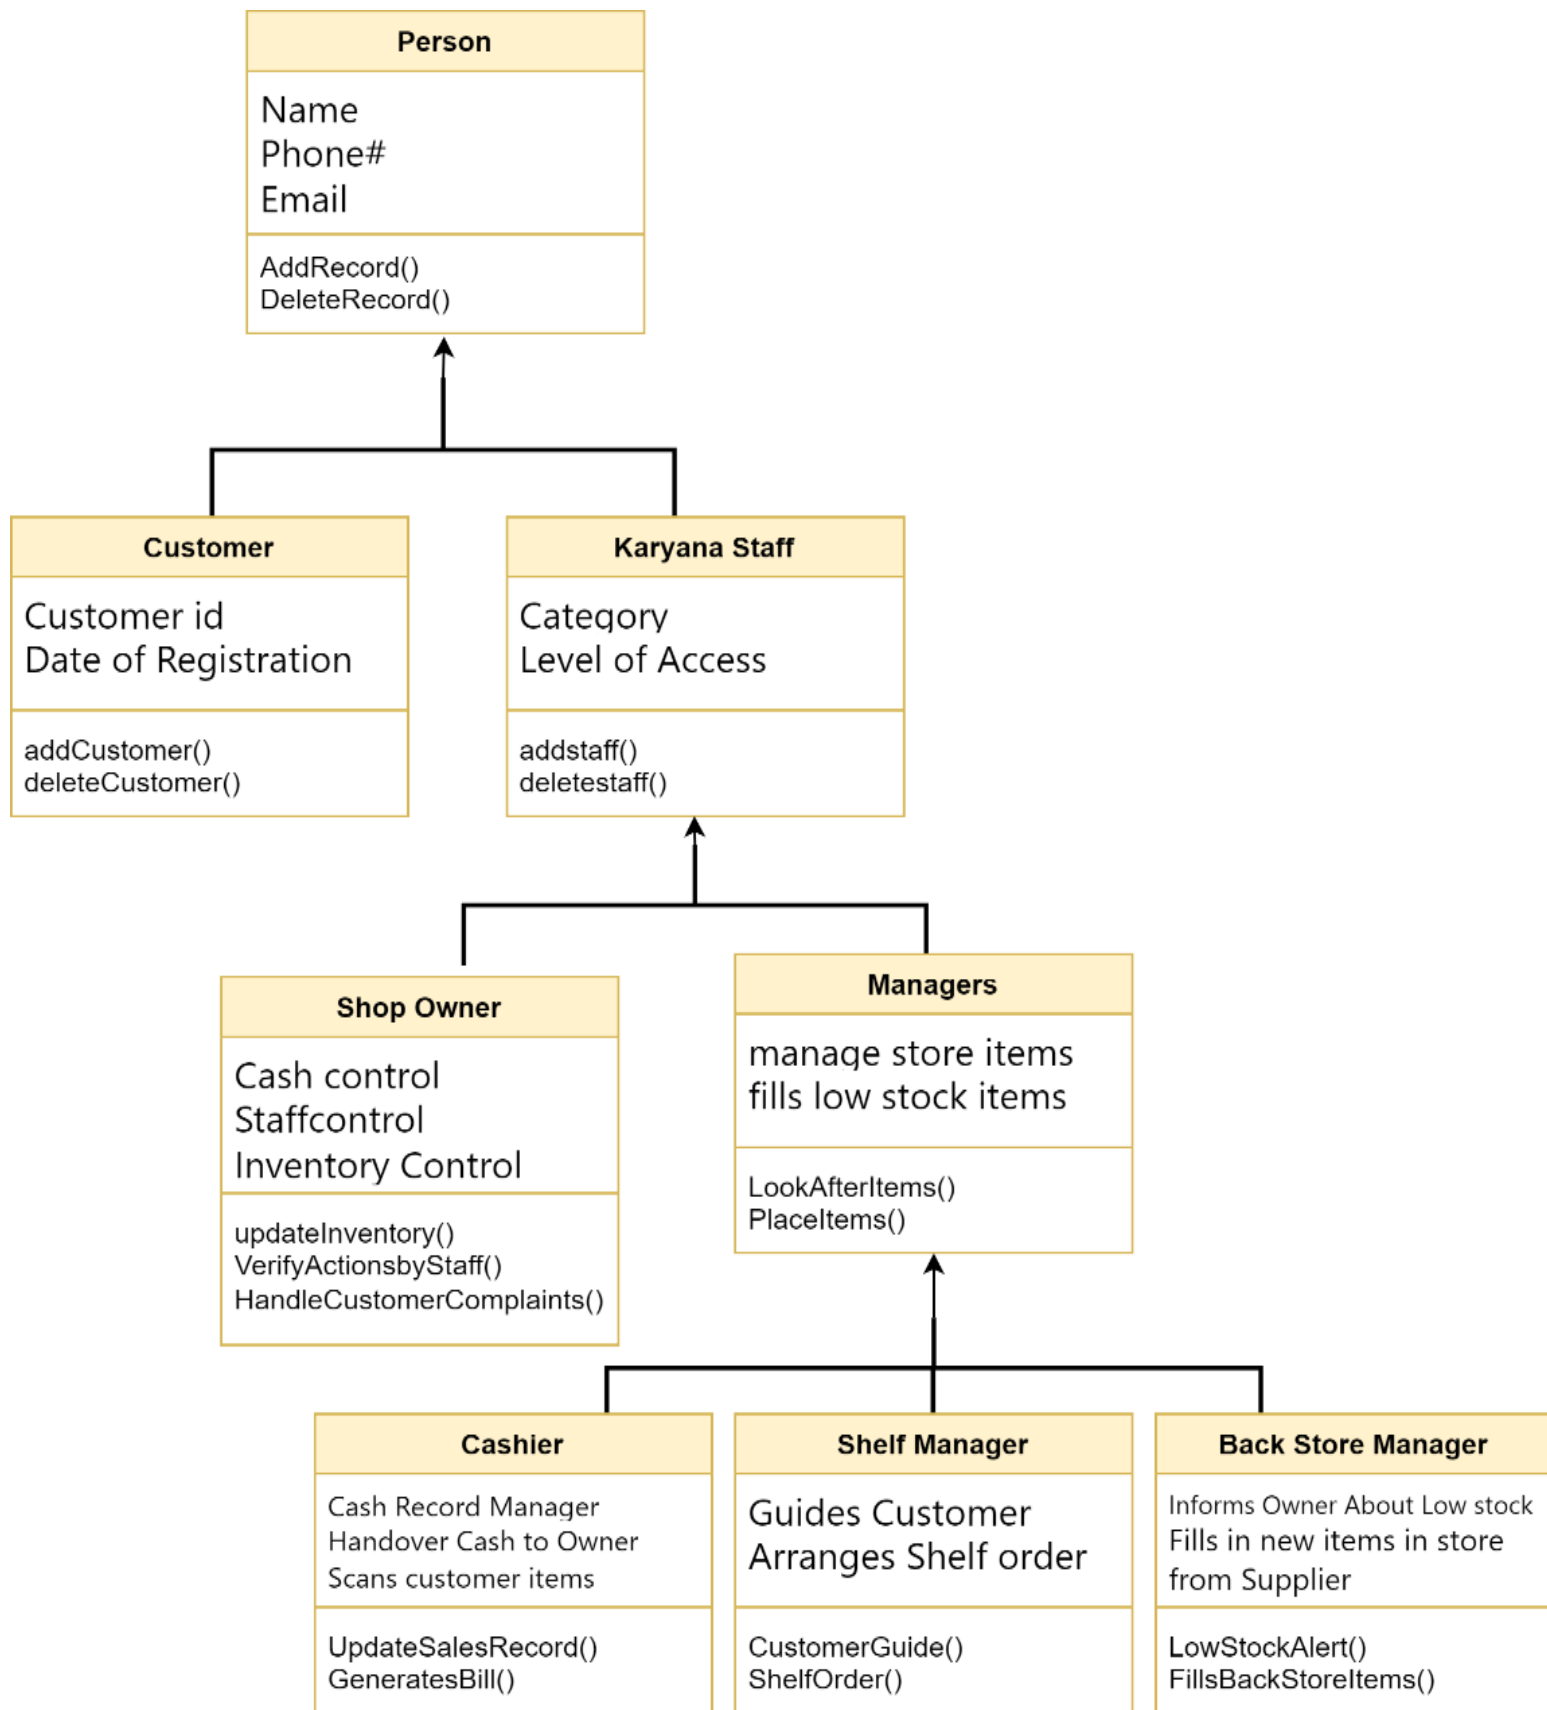 Person
Name
Phone#
Email
AddRecord()
DeleteRecord()
Customer
Customer id
Date of Registration
addCustomer()
deleteCustomer()
Karyana Staff
Category
Level of Access
addstaff()
deletestaff()
Shop Owner
Cash control
Staffcontrol
Inventory Control
updateInventory()
VerifyActionsbyStaff()
HandleCustomerComplaints()
Managers
manage store items
fills low stock items
LookAfterItems()
PlaceItems()
Cashier
Cash Record Manager
Handover Cash to Owner
Scans customer items
UpdateSalesRecord()
GeneratesBill()
Shelf Manager
Guides Customer
Arranges Shelf order
CustomerGuide()
ShelfOrder()
Back Store Manager
Informs Owner About Low stock
Fills in new items in store
from Supplier
LowStockAlert()
FillsBackStoreItems()